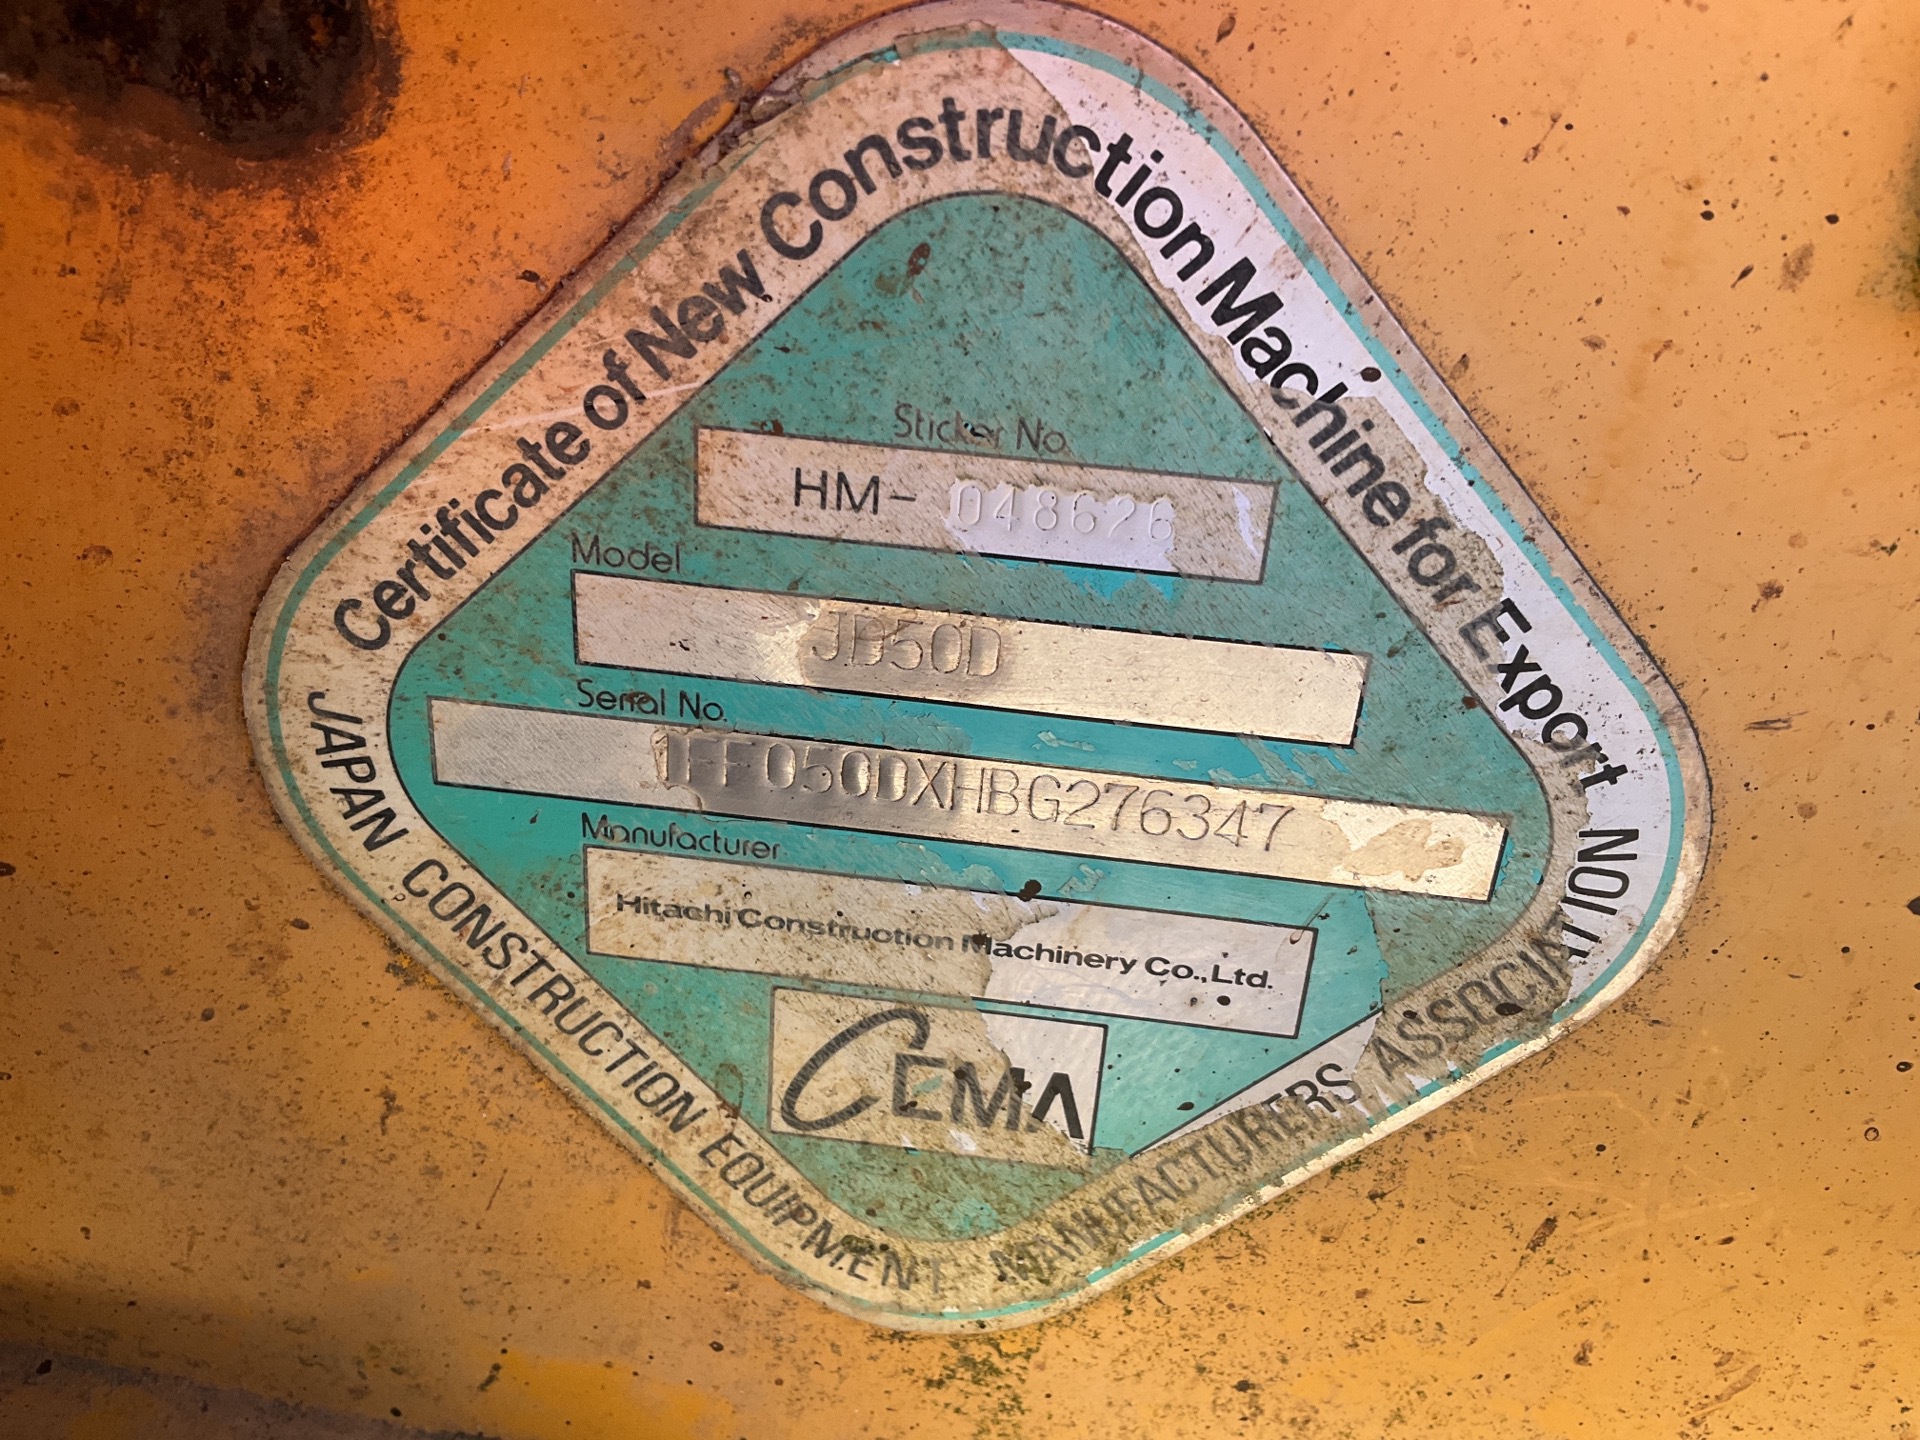 Certificate of New Construction Machine for Export
Sticker No.
HM- 048626
Model
JD50D
Serial No.
1FF050DXHBG276347
Manufacturer
Hitachi Construction Machinery Co.,Ltd.
CEMA
JAPAN CONSTRUCTION EQUIPMENT MANUFACTURERS ASSOCIATION